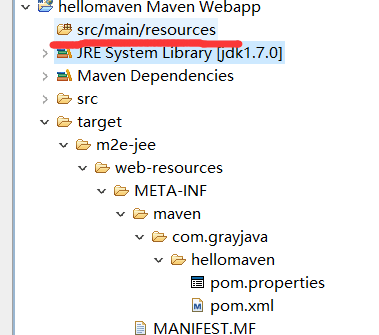 hellomaven Maven Webapp
src/main/resources
JRE System Library [jdk1.7.0]
Maven Dependencies
src
target
m2e-jee
web-resources
META-INF
maven
com.grayjava
hellomaven
pom.properties
pom.xml
MANIFEST.MF